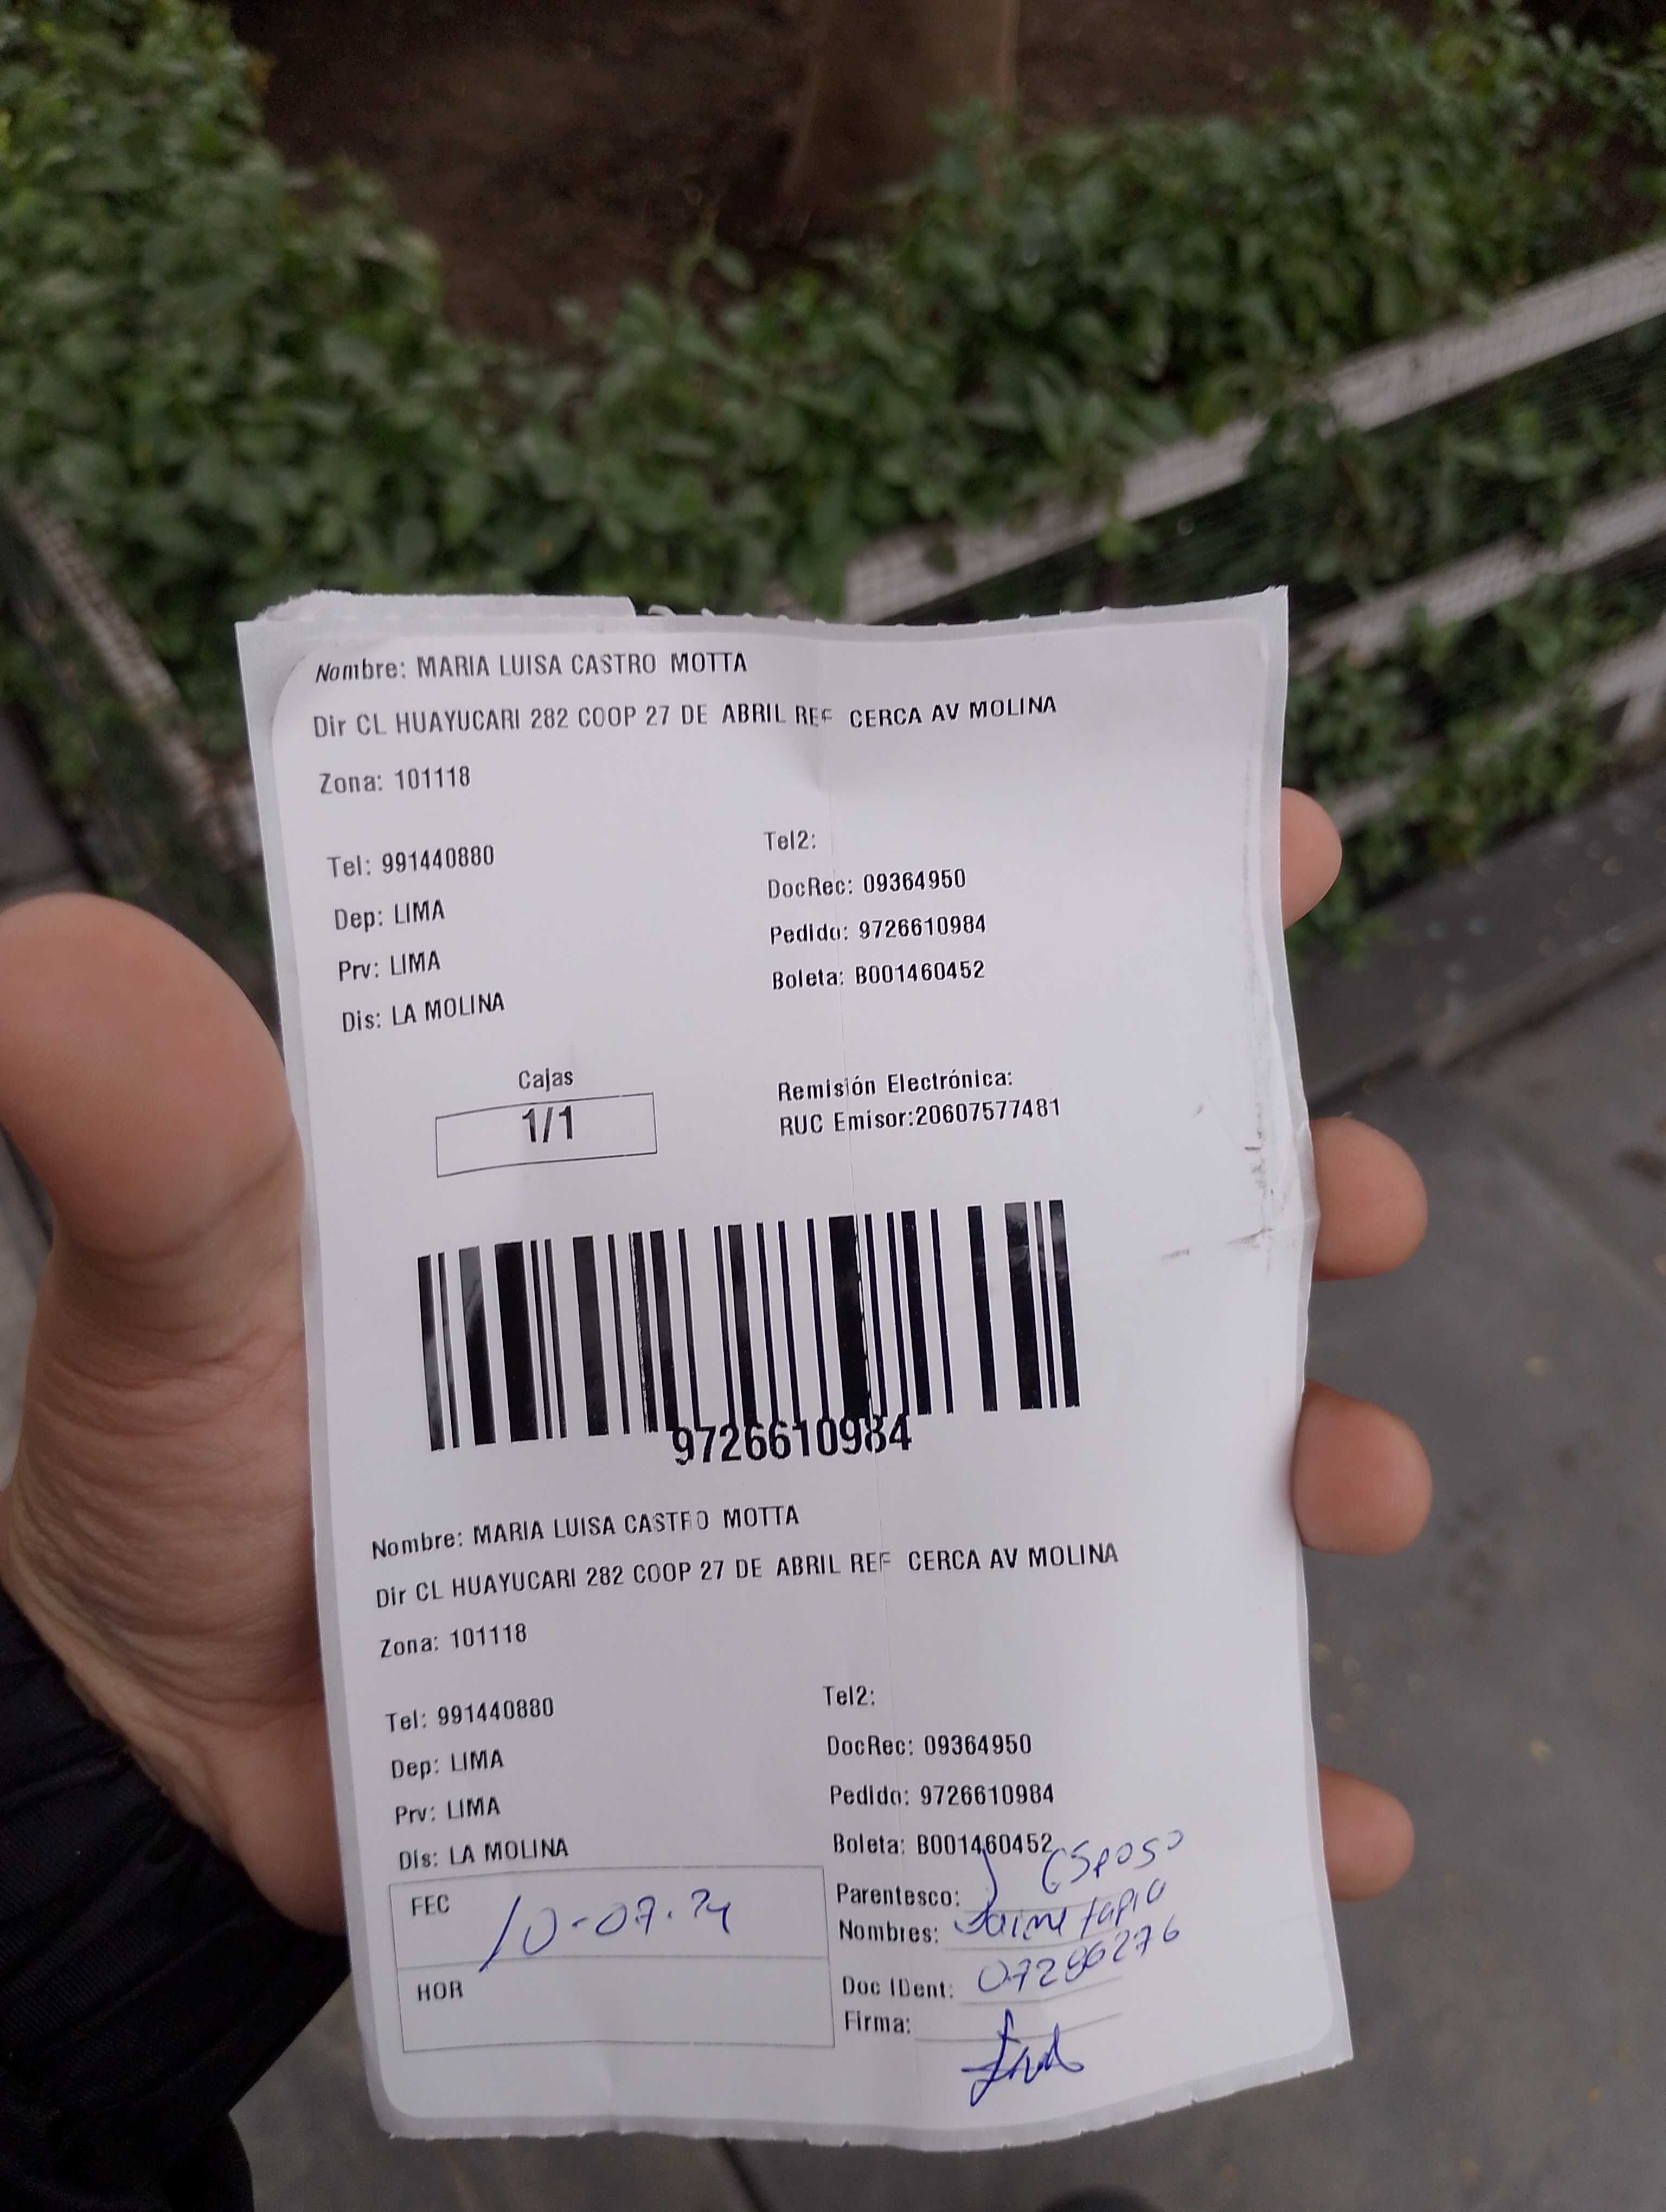 Nombre: MARIA LUISA CASTRO MOTTA
Dir CL HUAYUCARI 282 COOP 27 DE ABRIL REF CERCA AV MOLINA
Zona: 101118
Tel: 991440880
Tel2:
Dep: LIMA
DocRec: 09364950
Prv: LIMA
Pedido: 9726610984
Dis: LA MOLINA
Boleta: B001460452
Cajas
1/1
Remisión Electrónica:
RUC Emisor:20607577481
9726610984
Nombre: MARIA LUISA CASTRO MOTTA
Dir CL HUAYUCARI 282 COOP 27 DE ABRIL REF CERCA AV MOLINA
Zona: 101118
Tel: 991440880
Tel2:
Dep: LIMA
DocRec: 09364950
Prv: LIMA
Pedido: 9726610984
Dis: LA MOLINA
Boleta: B001460452
FEC 10-07.24
HOR
Parentesco: Esposo
Nombres: Jaime tapia
Doc IDent: 07286276
Firma: